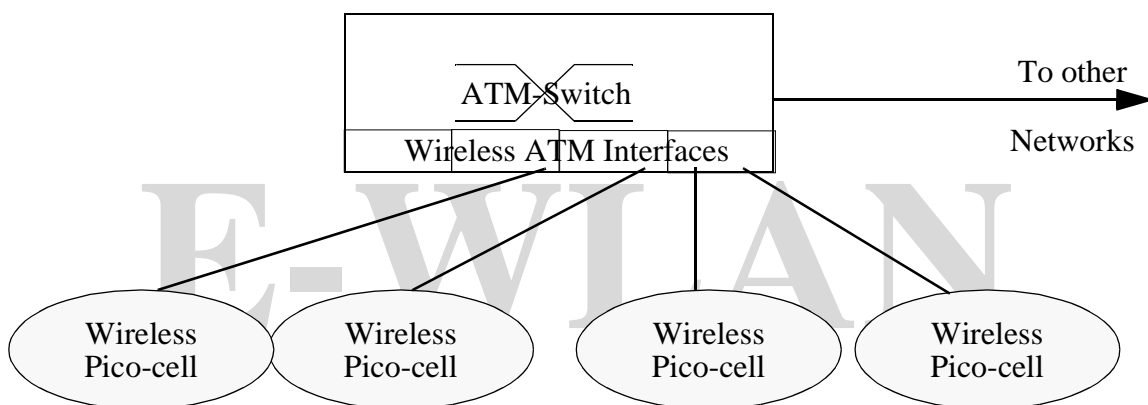 To other
ATM-Switch
Networks
Wireless ATM Interfaces
E-WLAN
Wireless
Pico-cell
Wireless
Pico-cell
Wireless
Pico-cell
Wireless
Pico-cell